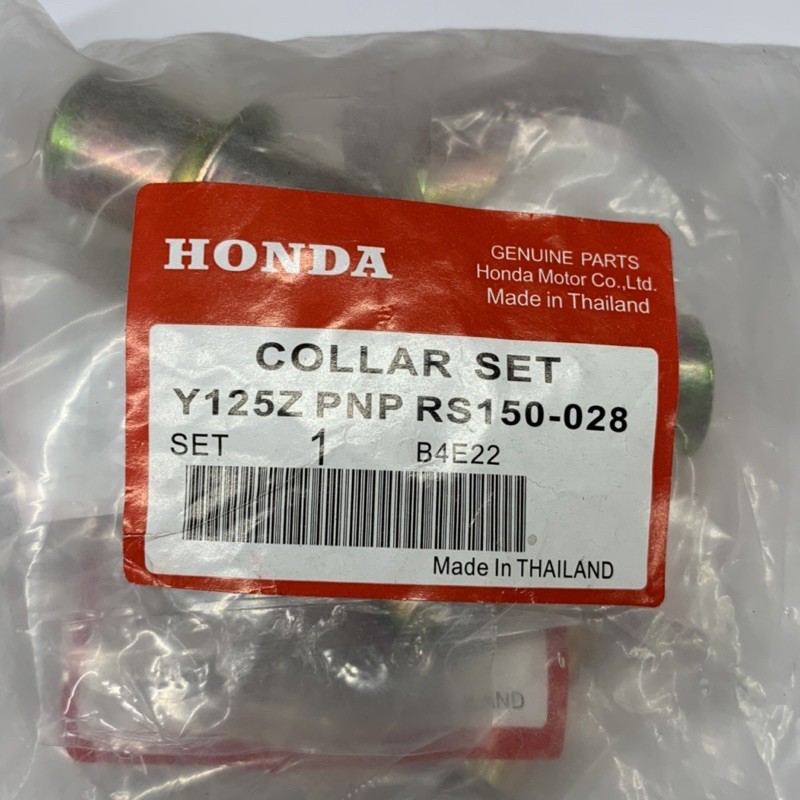 HONDA
GENUINE PARTS
Honda Motor Co.,Ltd.
Made in Thailand
COLLAR SET
Y125Z PNP RS150-028
SET 1 B4E22
Made In THAILAND
AND